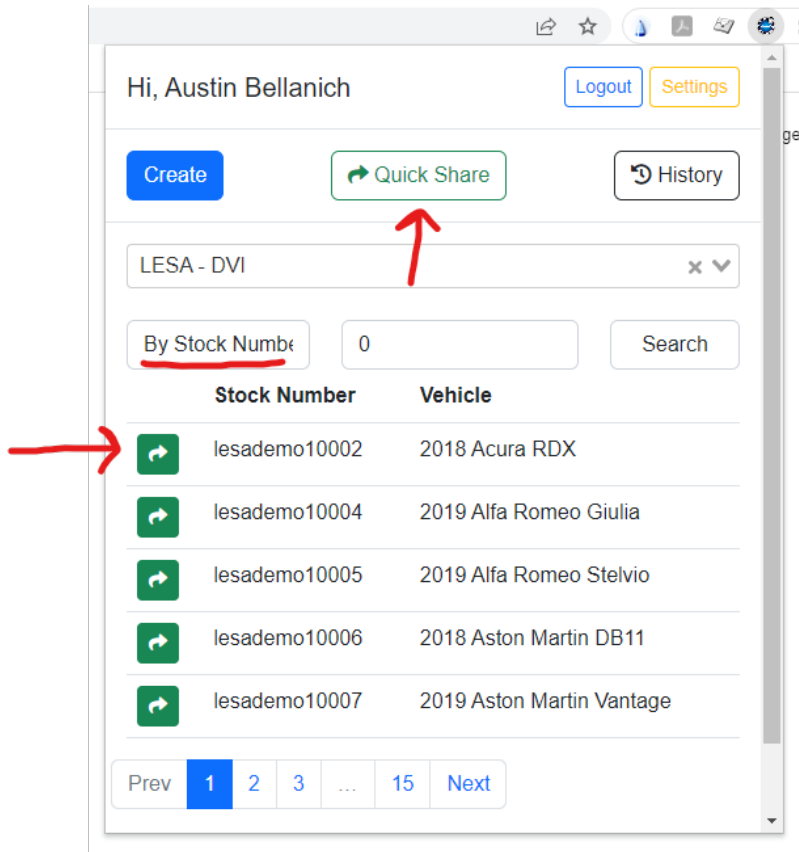 Hi, Austin Bellanich Logout Settings
ge
Create Quick Share History
LESA - DVI
By Stock Numbe 0 Search
Stock Number Vehicle
lesademo10002 2018 Acura RDX
lesademo10004 2019 Alfa Romeo Giulia
lesademo10005 2019 Alfa Romeo Stelvio
lesademo10006 2018 Aston Martin DB11
lesademo10007 2019 Aston Martin Vantage
Prev 1 2 3 ... 15 Next